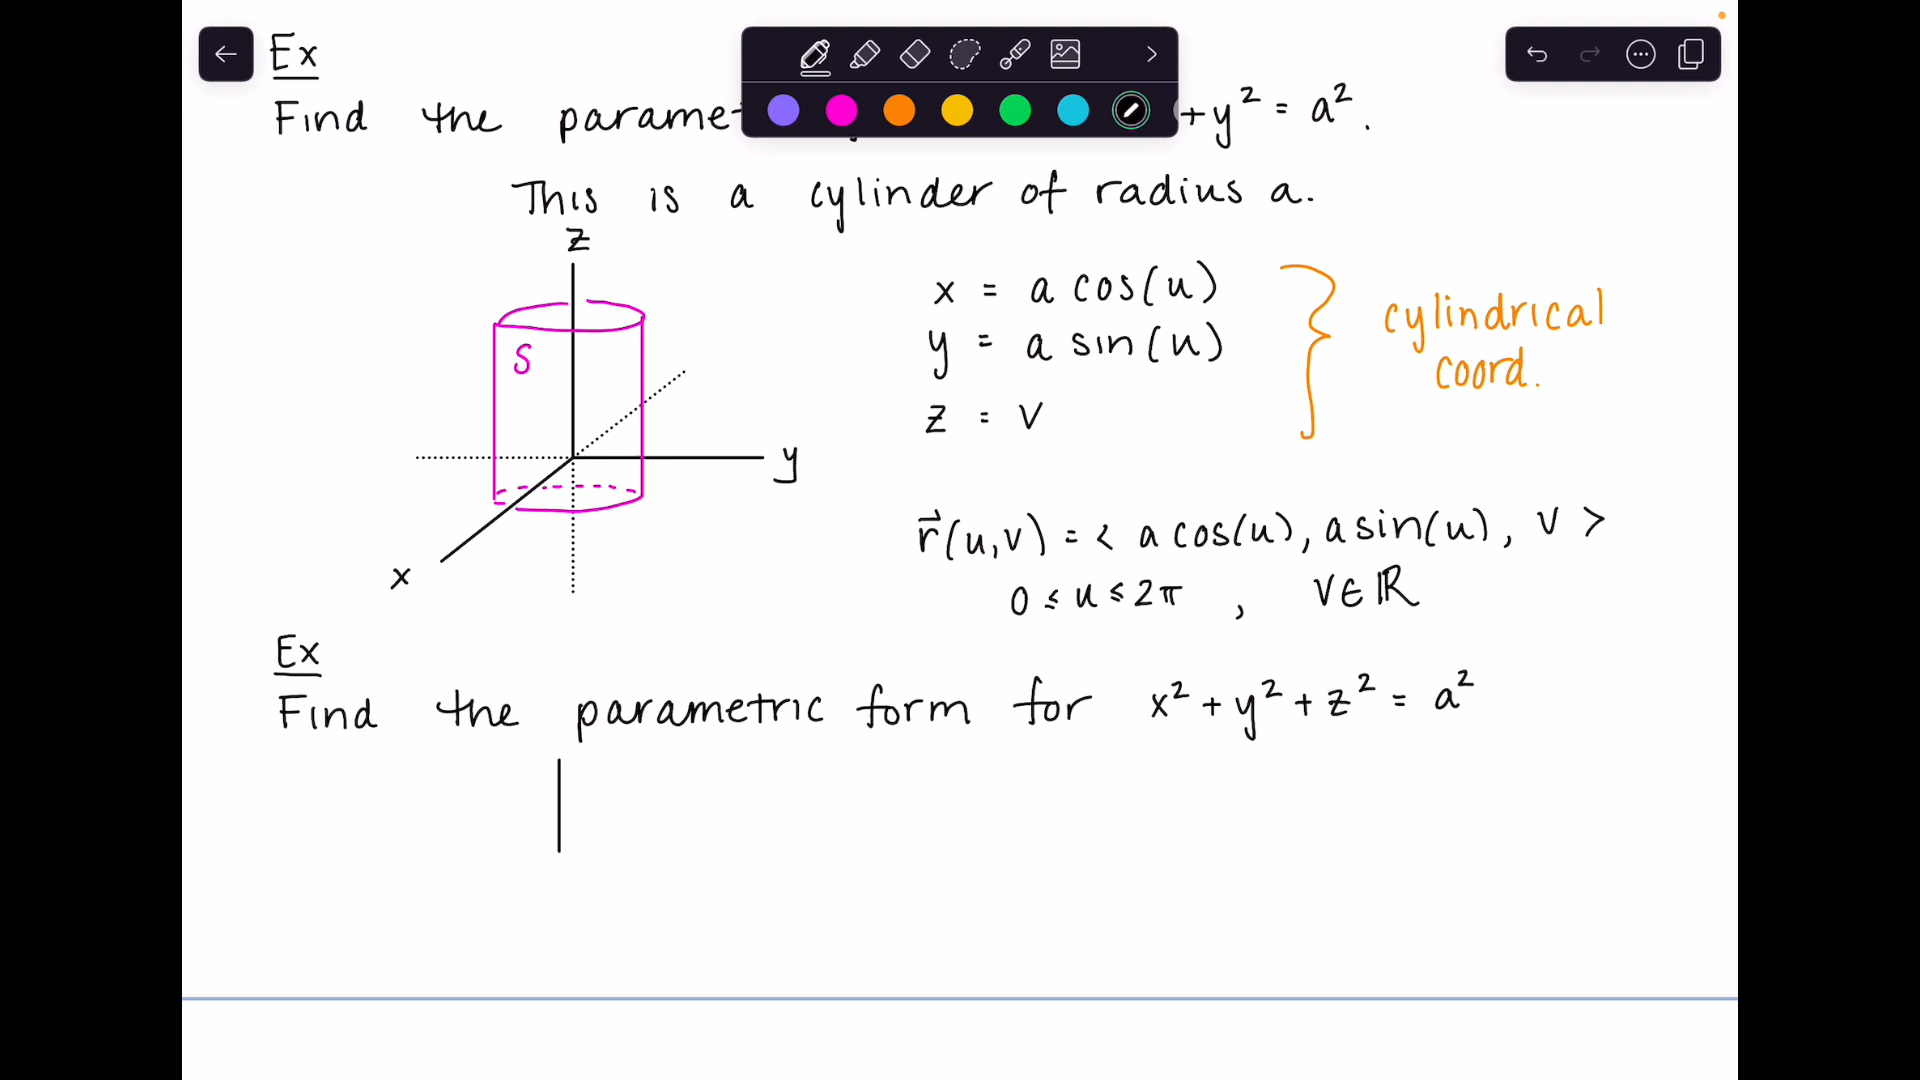 Ex
Find the paramet + y² = a².
This is a cylinder of radius a.
z
S
y
x
x = a cos(u)
y = a sin(u)
z = v
cylindrical
coord.
r⃗(u,v) = < a cos(u), a sin(u), v >
0 ≤ u ≤ 2π , v ∈ ℝ
Ex
Find the parametric form for x² + y² + z² = a²